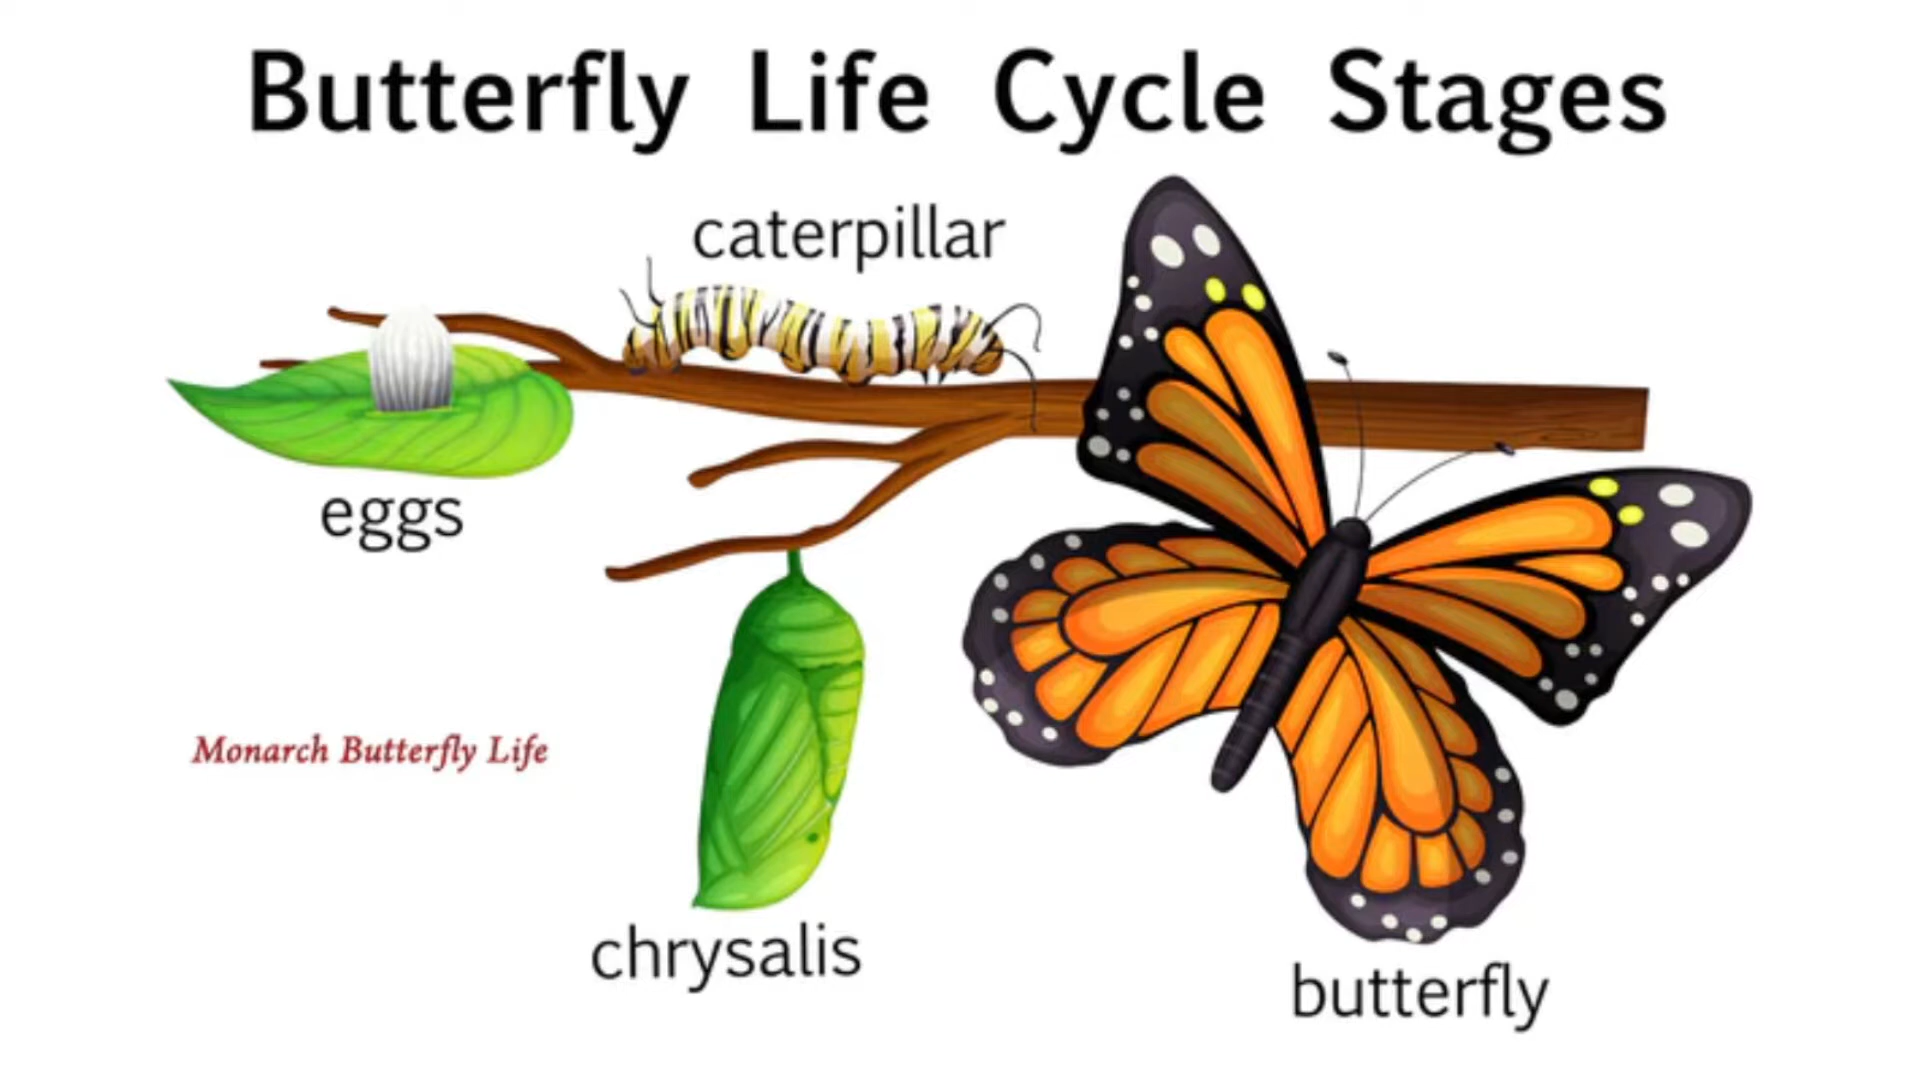 Butterfly Life Cycle Stages
caterpillar
eggs
Monarch Butterfly Life
chrysalis
butterfly